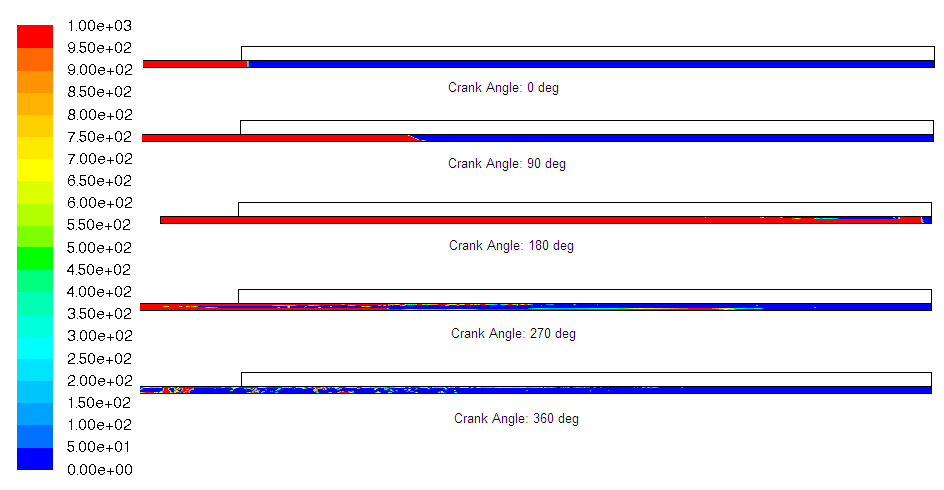 1.00e+03
9.50e+02
9.00e+02
8.50e+02
8.00e+02
7.50e+02
7.00e+02
6.50e+02
6.00e+02
5.50e+02
5.00e+02
4.50e+02
4.00e+02
3.50e+02
3.00e+02
2.50e+02
2.00e+02
1.50e+02
1.00e+02
5.00e+01
0.00e+00
Crank Angle: 0 deg
Crank Angle: 90 deg
Crank Angle: 180 deg
Crank Angle: 270 deg
Crank Angle: 360 deg